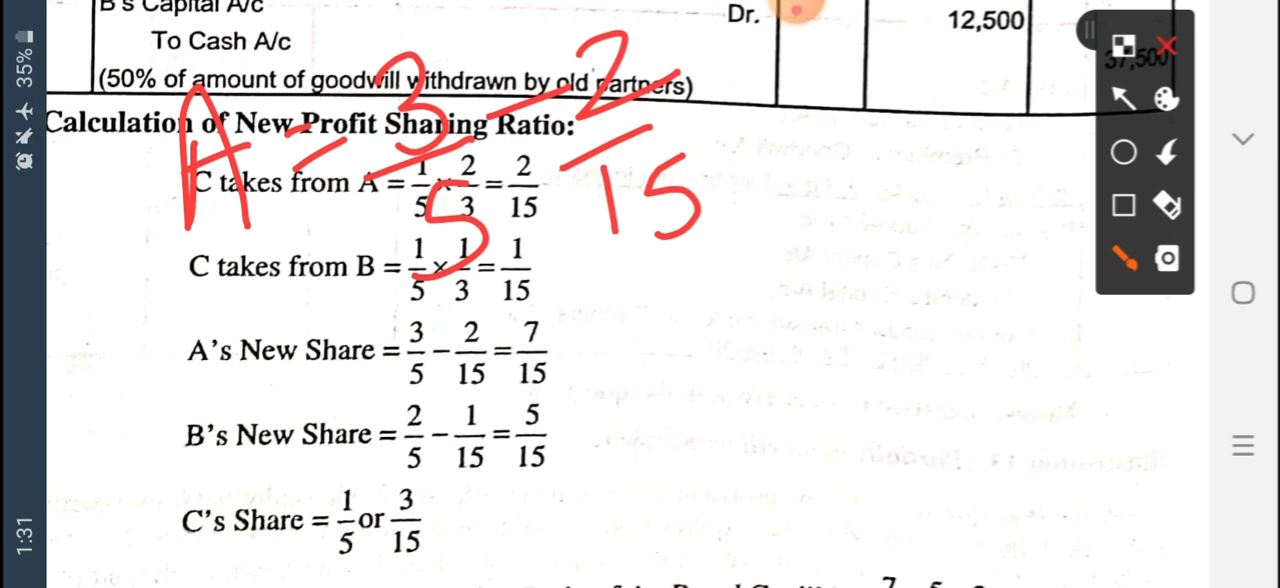 B's Capital A/c Dr. 12,500
To Cash A/c 37,500
(50% of amount of goodwill withdrawn by old partners)
Calculation of New Profit Sharing Ratio:
C takes from A = 1/5 × 2/3 = 2/15
C takes from B = 1/5 × 1/3 = 1/15
A's New Share = 3/5 − 2/15 = 7/15
B's New Share = 2/5 − 1/15 = 5/15
C's Share = 1/5 or 3/15
A = 3/5 − 2/15
35%
1:31